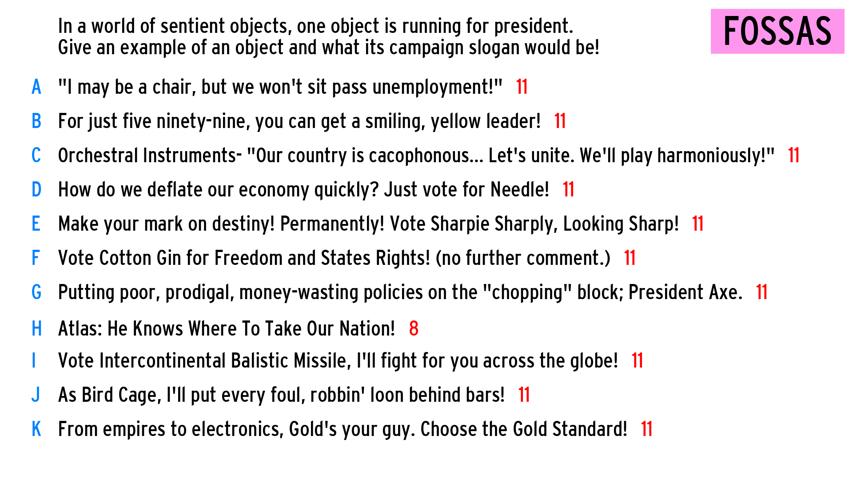 In a world of sentient objects, one object is running for president.
Give an example of an object and what its campaign slogan would be!
FOSSAS
A "I may be a chair, but we won't sit pass unemployment!" 11
B For just five ninety-nine, you can get a smiling, yellow leader! 11
C Orchestral Instruments- "Our country is cacophonous... Let's unite. We'll play harmoniously!" 11
D How do we deflate our economy quickly? Just vote for Needle! 11
E Make your mark on destiny! Permanently! Vote Sharpie Sharply, Looking Sharp! 11
F Vote Cotton Gin for Freedom and States Rights! (no further comment.) 11
G Putting poor, prodigal, money-wasting policies on the "chopping" block; President Axe. 11
H Atlas: He Knows Where To Take Our Nation! 8
I Vote Intercontinental Balistic Missile, I'll fight for you across the globe! 11
J As Bird Cage, I'll put every foul, robbin' loon behind bars! 11
K From empires to electronics, Gold's your guy. Choose the Gold Standard! 11